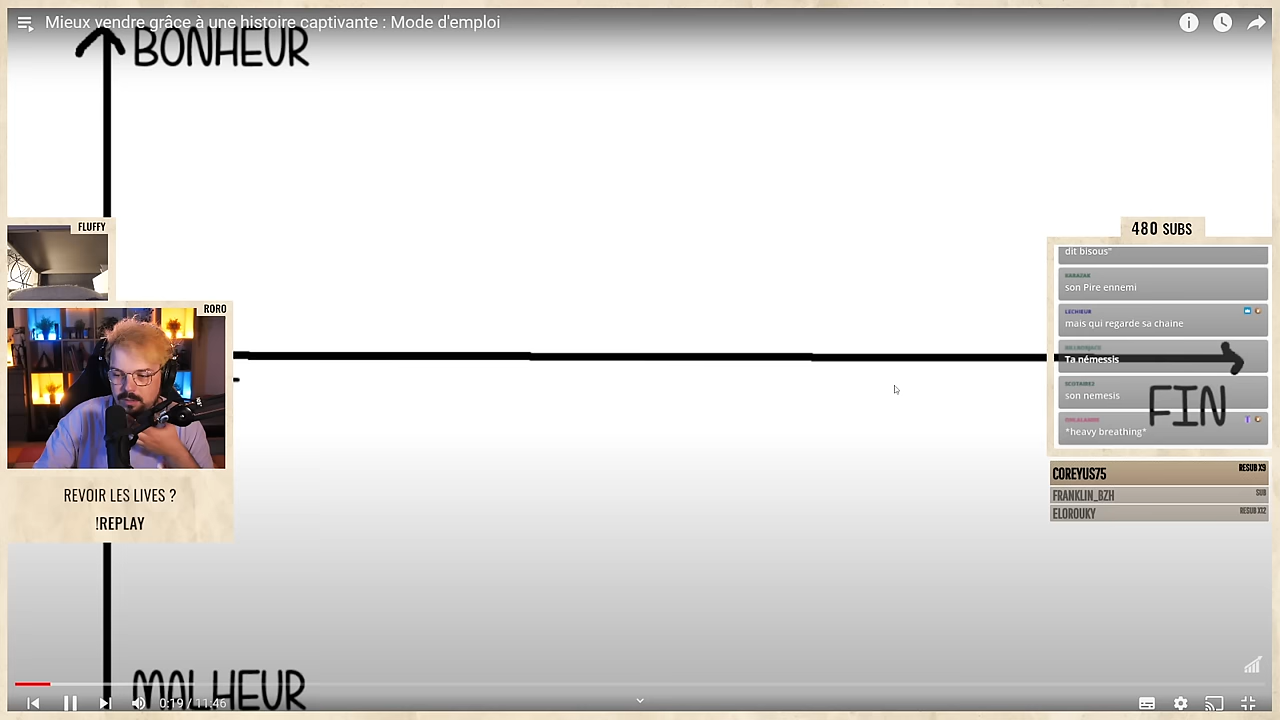 Mieux vendre grâce à une histoire captivante : Mode d'emploi
BONHEUR
FLUFFY
RORO
REVOIR LES LIVES ?
!REPLAY
480 SUBS
dit bisous"
son Pire ennemi
LECHIEUR
mais qui regarde sa chaine
Ta némessis
son nemesis
*heavy breathing*
FIN
COREYUS75 RESUB X9
FRANKLIN_BZH SUB
ELOROUKY RESUB X12
MALHEUR
0:19 / 11:46